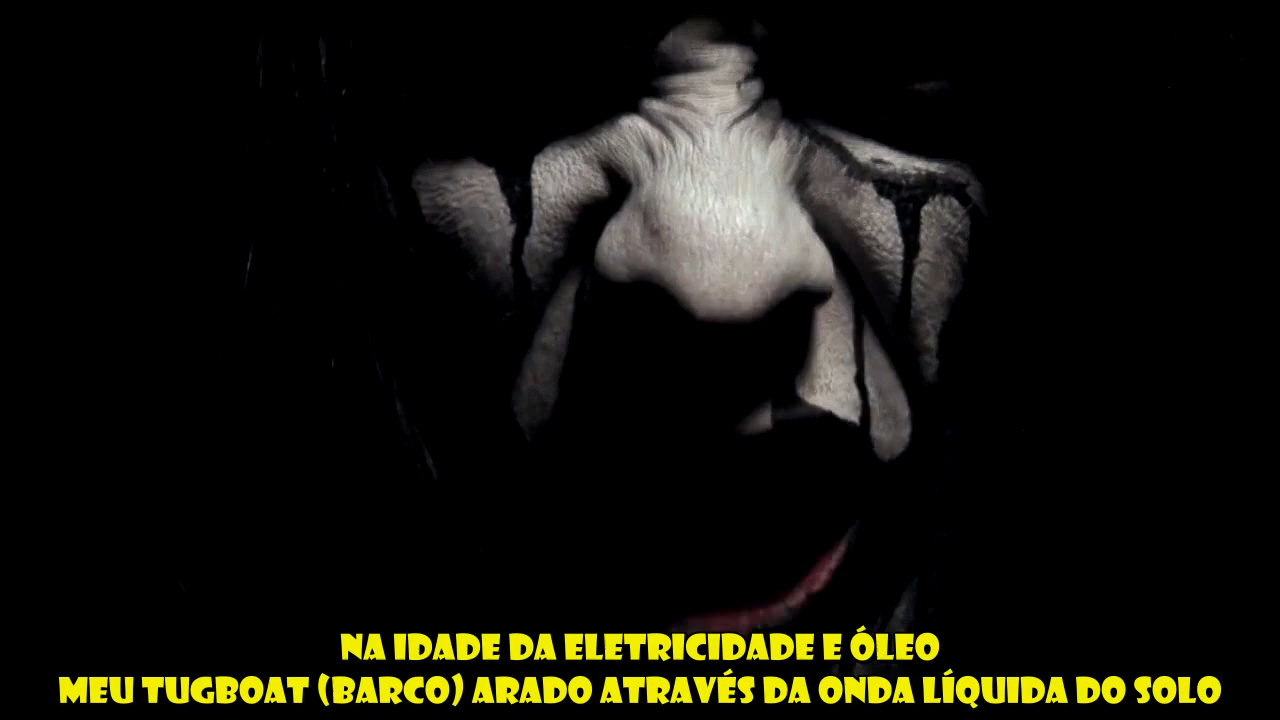 NA IDADE DA ELETRICIDADE E ÓLEO
MEU TUGBOAT (BARCO) ARADO ATRAVÉS DA ONDA LÍQUIDA DO SOLO